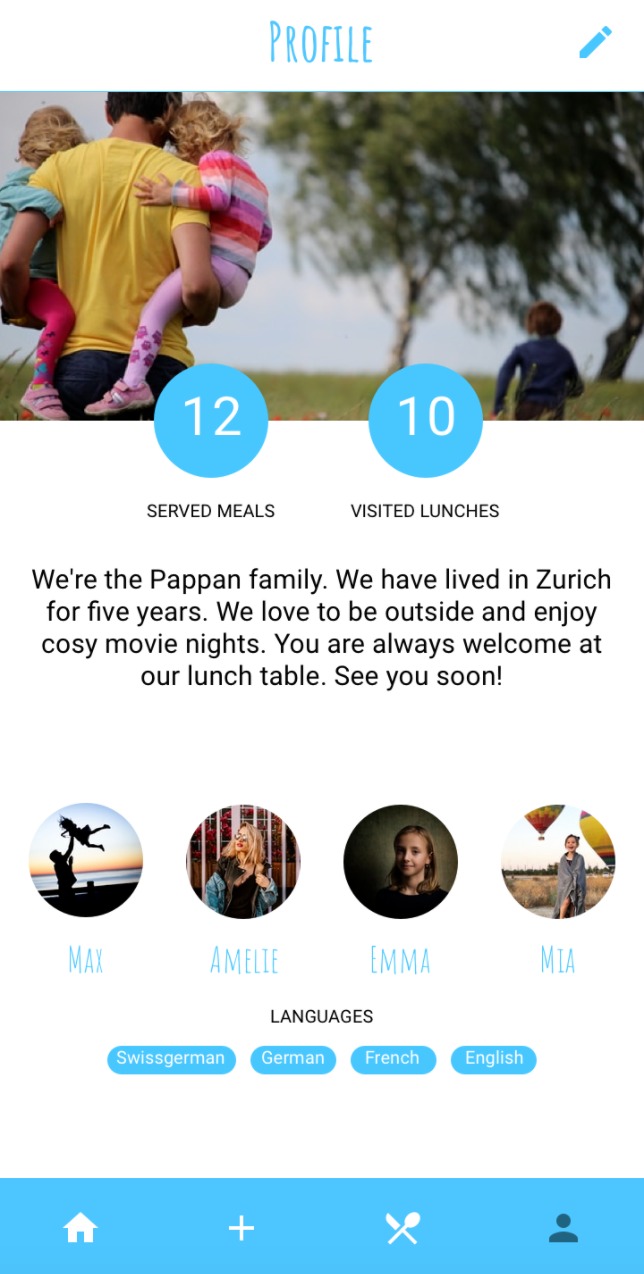 Profile
12
10
SERVED MEALS
VISITED LUNCHES
We're the Pappan family. We have lived in Zurich
for five years. We love to be outside and enjoy
cosy movie nights. You are always welcome at
our lunch table. See you soon!
Max
Amelie
Emma
Mia
LANGUAGES
Swissgerman
German
French
English